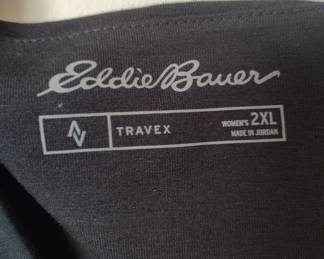 Eddie Bauer
TRAVEX
WOMEN'S 2XL
MADE IN JORDAN